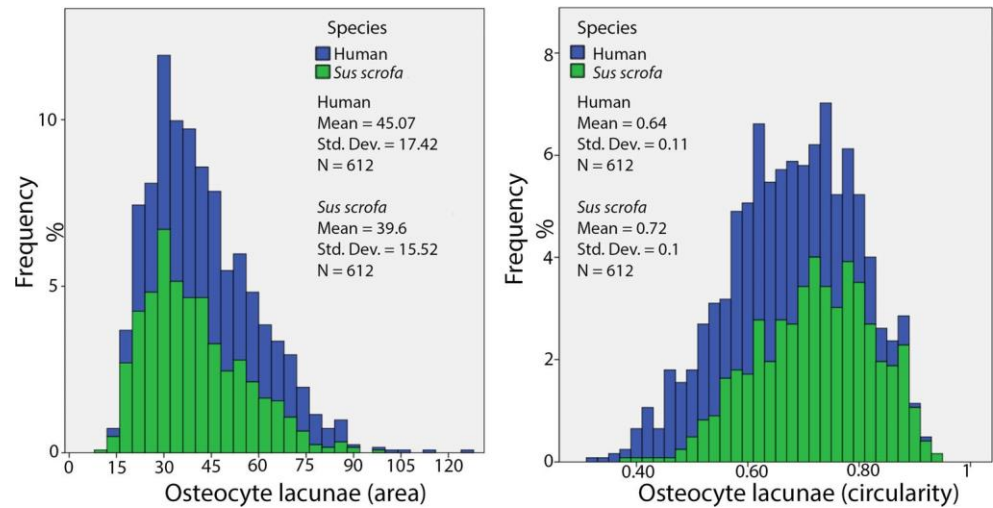 Species
Human
Sus scrofa
Human
Mean = 45.07
Std. Dev. = 17.42
N = 612
Sus scrofa
Mean = 39.6
Std. Dev. = 15.52
N = 612
10
5
0
Frequency
%
0 15 30 45 60 75 90 105 120
Osteocyte lacunae (area)
Species
Human
Sus scrofa
Human
Mean = 0.64
Std. Dev. = 0.11
N = 612
Sus scrofa
Mean = 0.72
Std. Dev. = 0.1
N = 612
8
6
4
2
0
Frequency
%
0.40 0.60 0.80 1
Osteocyte lacunae (circularity)